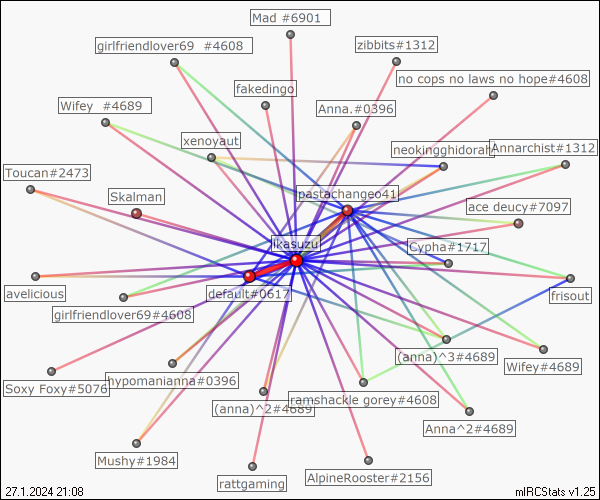 Mad #6901
girlfriendlover69 #4608
zibbits#1312
no cops no laws no hope#4608
fakedingo
Wifey #4689
Anna.#0396
xenoyaut
neokingghidorah
Annarchist#1312
Toucan#2473
Skalman
pastachange041
ace deucy#7097
ikasuzu
Cypha#1717
avelicious
default#0617
frisout
girlfriendlover69#4608
(anna)^3#4689
Wifey#4689
Soxy Foxy#5076
hypomanianna#0396
(anna)^2#4689
ramshackle gorey#4608
Anna^2#4689
Mushy#1984
rattgaming
AlpineRooster#2156
27.1.2024 21:08
mIRCStats v1.25